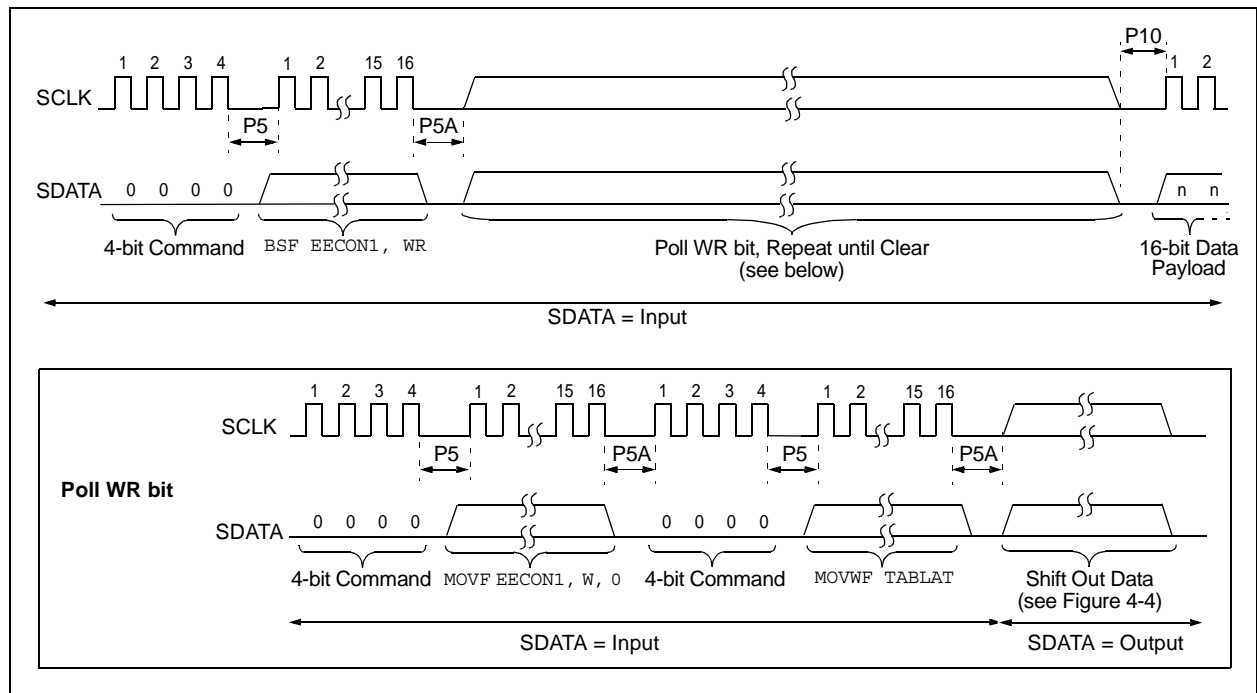 P10
1 2 3 4 1 2 15 16 1 2
SCLK
P5 P5A
SDATA 0 0 0 0 n n
4-bit Command BSF EECON1, WR Poll WR bit, Repeat until Clear 16-bit Data
(see below) Payload
SDATA = Input
1 2 3 4 1 2 15 16 1 2 3 4 1 2 15 16
SCLK
P5 P5A P5 P5A
Poll WR bit
SDATA 0 0 0 0 0 0 0 0
4-bit Command MOVF EECON1, W, 0 4-bit Command MOVWF TABLAT Shift Out Data
(see Figure 4-4)
SDATA = Input SDATA = Output